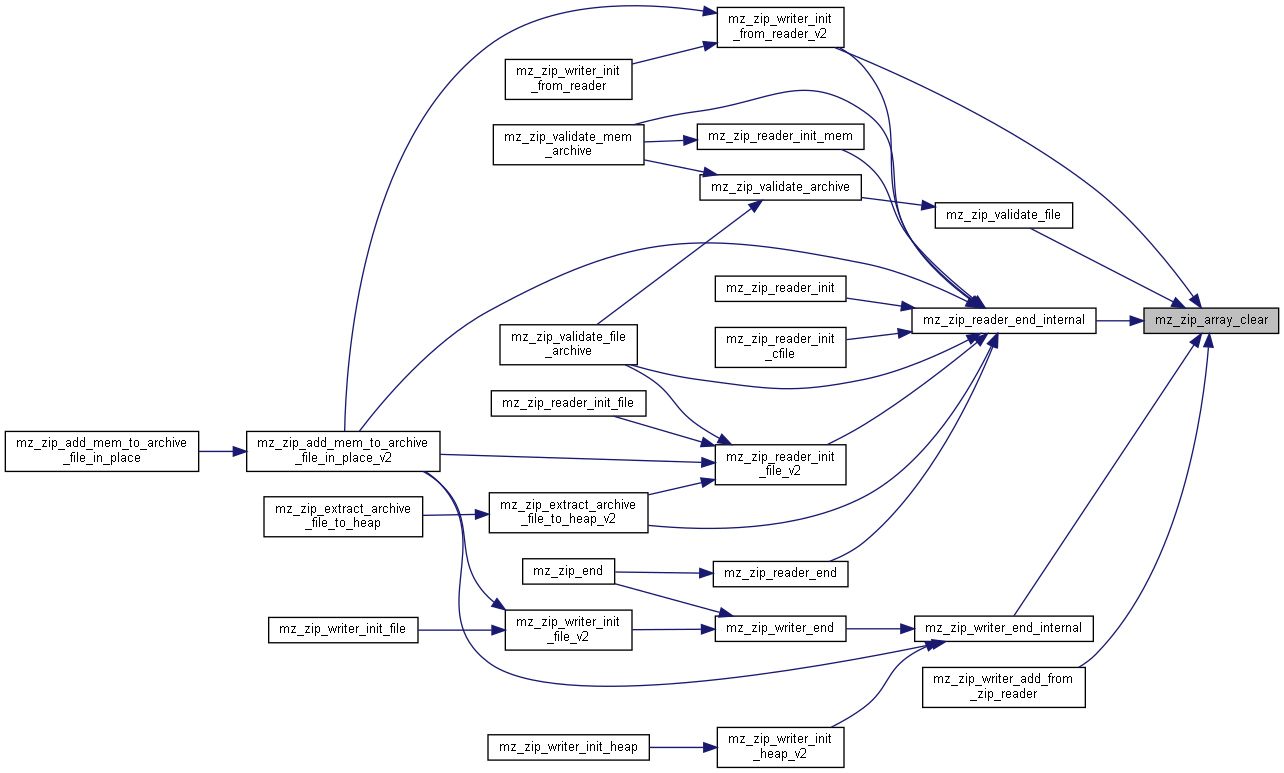 mz_zip_writer_init
_from_reader_v2
mz_zip_writer_init
_from_reader
mz_zip_validate_mem
_archive
mz_zip_reader_init_mem
mz_zip_validate_archive
mz_zip_validate_file
mz_zip_reader_init
mz_zip_reader_end_internal
mz_zip_array_clear
mz_zip_validate_file
_archive
mz_zip_reader_init
_cfile
mz_zip_reader_init_file
mz_zip_add_mem_to_archive
_file_in_place
mz_zip_add_mem_to_archive
_file_in_place_v2
mz_zip_reader_init
_file_v2
mz_zip_extract_archive
_file_to_heap
mz_zip_extract_archive
_file_to_heap_v2
mz_zip_end
mz_zip_reader_end
mz_zip_writer_init_file
mz_zip_writer_init
_file_v2
mz_zip_writer_end
mz_zip_writer_end_internal
mz_zip_writer_add_from
_zip_reader
mz_zip_writer_init_heap
mz_zip_writer_init
_heap_v2